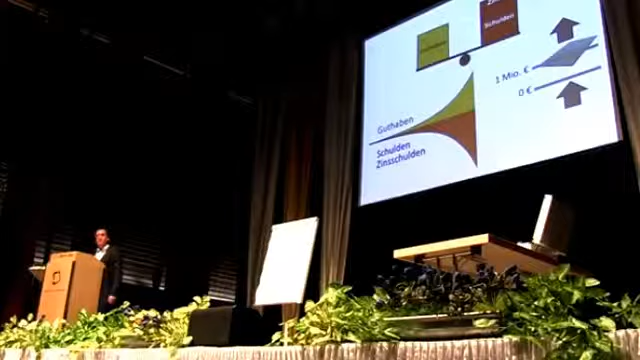 Schulden
1 Mio. €
0 €
Guthaben
Schulden
Zinsschulden